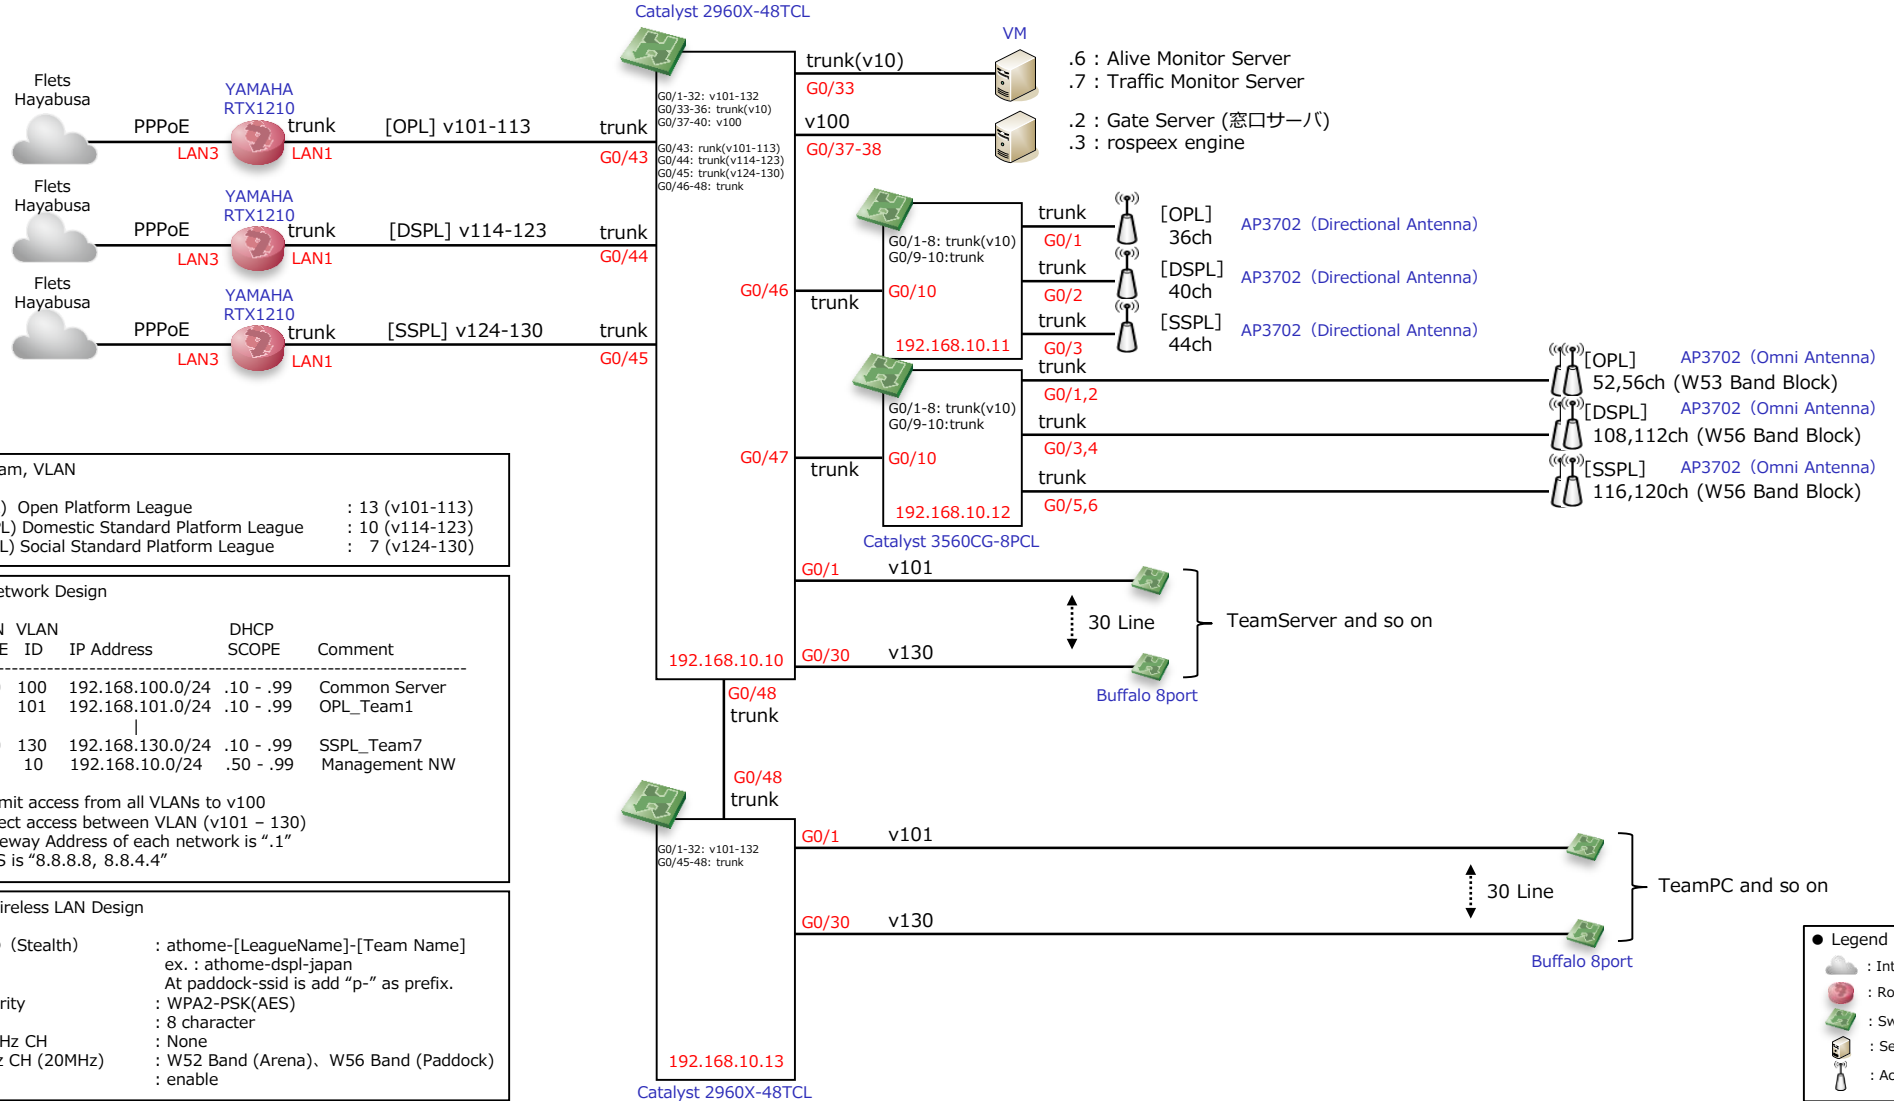 Catalyst 2960X-48TCL
G0/1-32: v101-132
G0/33-36: trunk(v10)
G0/37-40: v100
G0/43: runk(v101-113)
G0/44: trunk(v114-123)
G0/45: trunk(v124-130)
G0/46-48: trunk
192.168.10.10
Flets
Hayabusa
PPPoE
LAN3
YAMAHA
RTX1210
trunk
LAN1
[OPL] v101-113
trunk
G0/43
Flets
Hayabusa
PPPoE
LAN3
YAMAHA
RTX1210
trunk
LAN1
[DSPL] v114-123
trunk
G0/44
Flets
Hayabusa
PPPoE
LAN3
YAMAHA
RTX1210
trunk
LAN1
[SSPL] v124-130
trunk
G0/45
trunk(v10)
G0/33
VM
.6 : Alive Monitor Server
.7 : Traffic Monitor Server
v100
G0/37-38
.2 : Gate Server (窓口サーバ)
.3 : rospeex engine
G0/46
trunk
G0/10
G0/1-8: trunk(v10)
G0/9-10:trunk
192.168.10.11
trunk
G0/1
[OPL]
36ch
AP3702（Directional Antenna）
trunk
G0/2
[DSPL]
40ch
AP3702（Directional Antenna）
trunk
G0/3
[SSPL]
44ch
AP3702（Directional Antenna）
G0/47
trunk
G0/10
G0/1-8: trunk(v10)
G0/9-10:trunk
192.168.10.12
Catalyst 3560CG-8PCL
trunk
G0/1,2
[OPL]
AP3702（Omni Antenna）
52,56ch (W53 Band Block)
trunk
G0/3,4
[DSPL]
AP3702（Omni Antenna）
108,112ch (W56 Band Block)
trunk
G0/5,6
[SSPL]
AP3702（Omni Antenna）
116,120ch (W56 Band Block)
G0/1
v101
30 Line
G0/30
v130
Buffalo 8port
TeamServer and so on
G0/48
trunk
G0/48
trunk
G0/1-32: v101-132
G0/45-48: trunk
192.168.10.13
Catalyst 2960X-48TCL
G0/1
v101
30 Line
G0/30
v130
Buffalo 8port
TeamPC and so on
am, VLAN
) Open Platform League : 13 (v101-113)
L) Domestic Standard Platform League : 10 (v114-123)
L) Social Standard Platform League : 7 (v124-130)
etwork Design
N VLAN DHCP
E ID IP Address SCOPE Comment
100 192.168.100.0/24 .10 - .99 Common Server
101 192.168.101.0/24 .10 - .99 OPL_Team1
|
130 192.168.130.0/24 .10 - .99 SSPL_Team7
10 192.168.10.0/24 .50 - .99 Management NW
mit access from all VLANs to v100
ect access between VLAN (v101 – 130)
eway Address of each network is “.1”
S is “8.8.8.8, 8.8.4.4”
ireless LAN Design
（Stealth） : athome-[LeagueName]-[Team Name]
ex. : athome-dspl-japan
At paddock-ssid is add “p-” as prefix.
rity : WPA2-PSK(AES)
: 8 character
Hz CH : None
z CH (20MHz) : W52 Band (Arena)、W56 Band (Paddock)
: enable
● Legend
: Int
: Ro
: Sw
: Se
: Ac